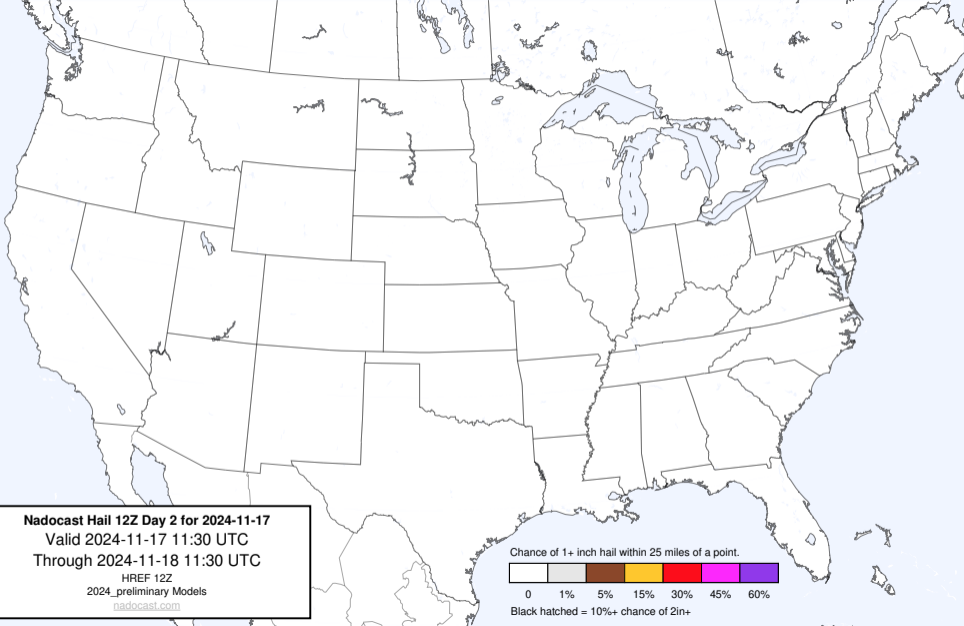 Nadocast Hail 12Z Day 2 for 2024-11-17
Valid 2024-11-17 11:30 UTC
Through 2024-11-18 11:30 UTC
HREF 12Z
2024_preliminary Models
nadocast.com
Chance of 1+ inch hail within 25 miles of a point.
0 1% 5% 15% 30% 45% 60%
Black hatched = 10%+ chance of 2in+